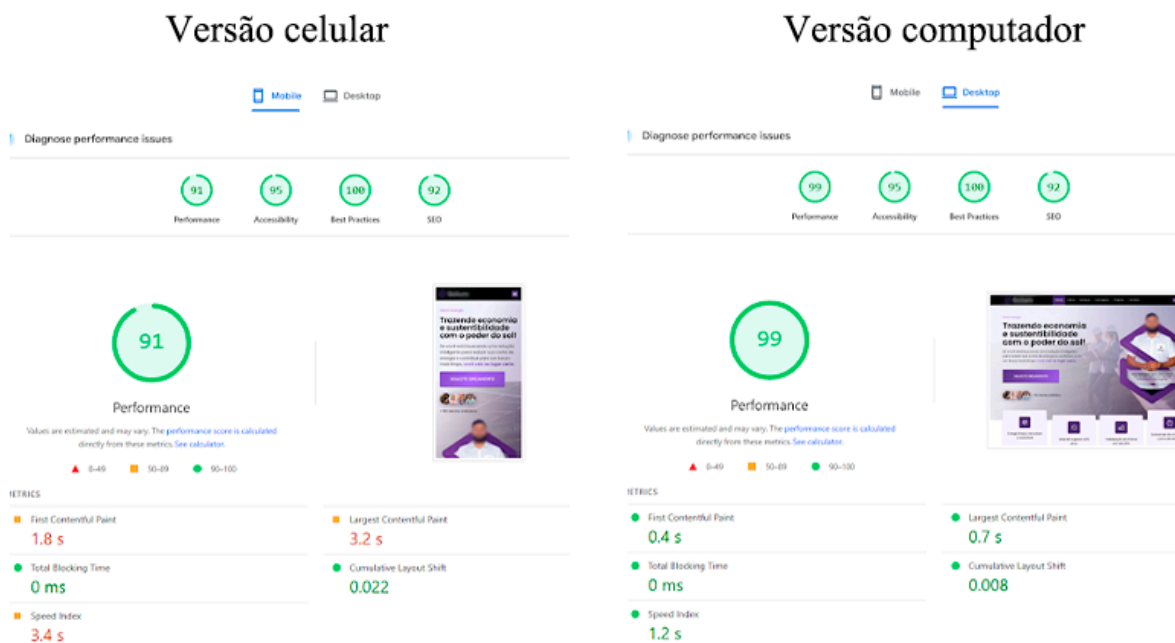 Versão celular
Mobile
Desktop
Diagnose performance issues
91
95
100
92
Performance
Accessibility
Best Practices
SEO
91
Performance
Values are estimated and may vary. The performance score is calculated
directly from these metrics. See calculator.
0–49
50–89
90–100
Trazendo economia
e sustentibilidade
com o poder do sol!
METRICS
First Contentful Paint
1.8 s
Largest Contentful Paint
3.2 s
Total Blocking Time
0 ms
Cumulative Layout Shift
0.022
Speed Index
3.4 s
Versão computador
Mobile
Desktop
Diagnose performance issues
99
95
100
92
Performance
Accessibility
Best Practices
SEO
99
Performance
Values are estimated and may vary. The performance score is calculated
directly from these metrics. See calculator.
0–49
50–89
90–100
Trazendo economia
e sustentibilidade
com o poder do sol!
METRICS
First Contentful Paint
0.4 s
Largest Contentful Paint
0.7 s
Total Blocking Time
0 ms
Cumulative Layout Shift
0.008
Speed Index
1.2 s